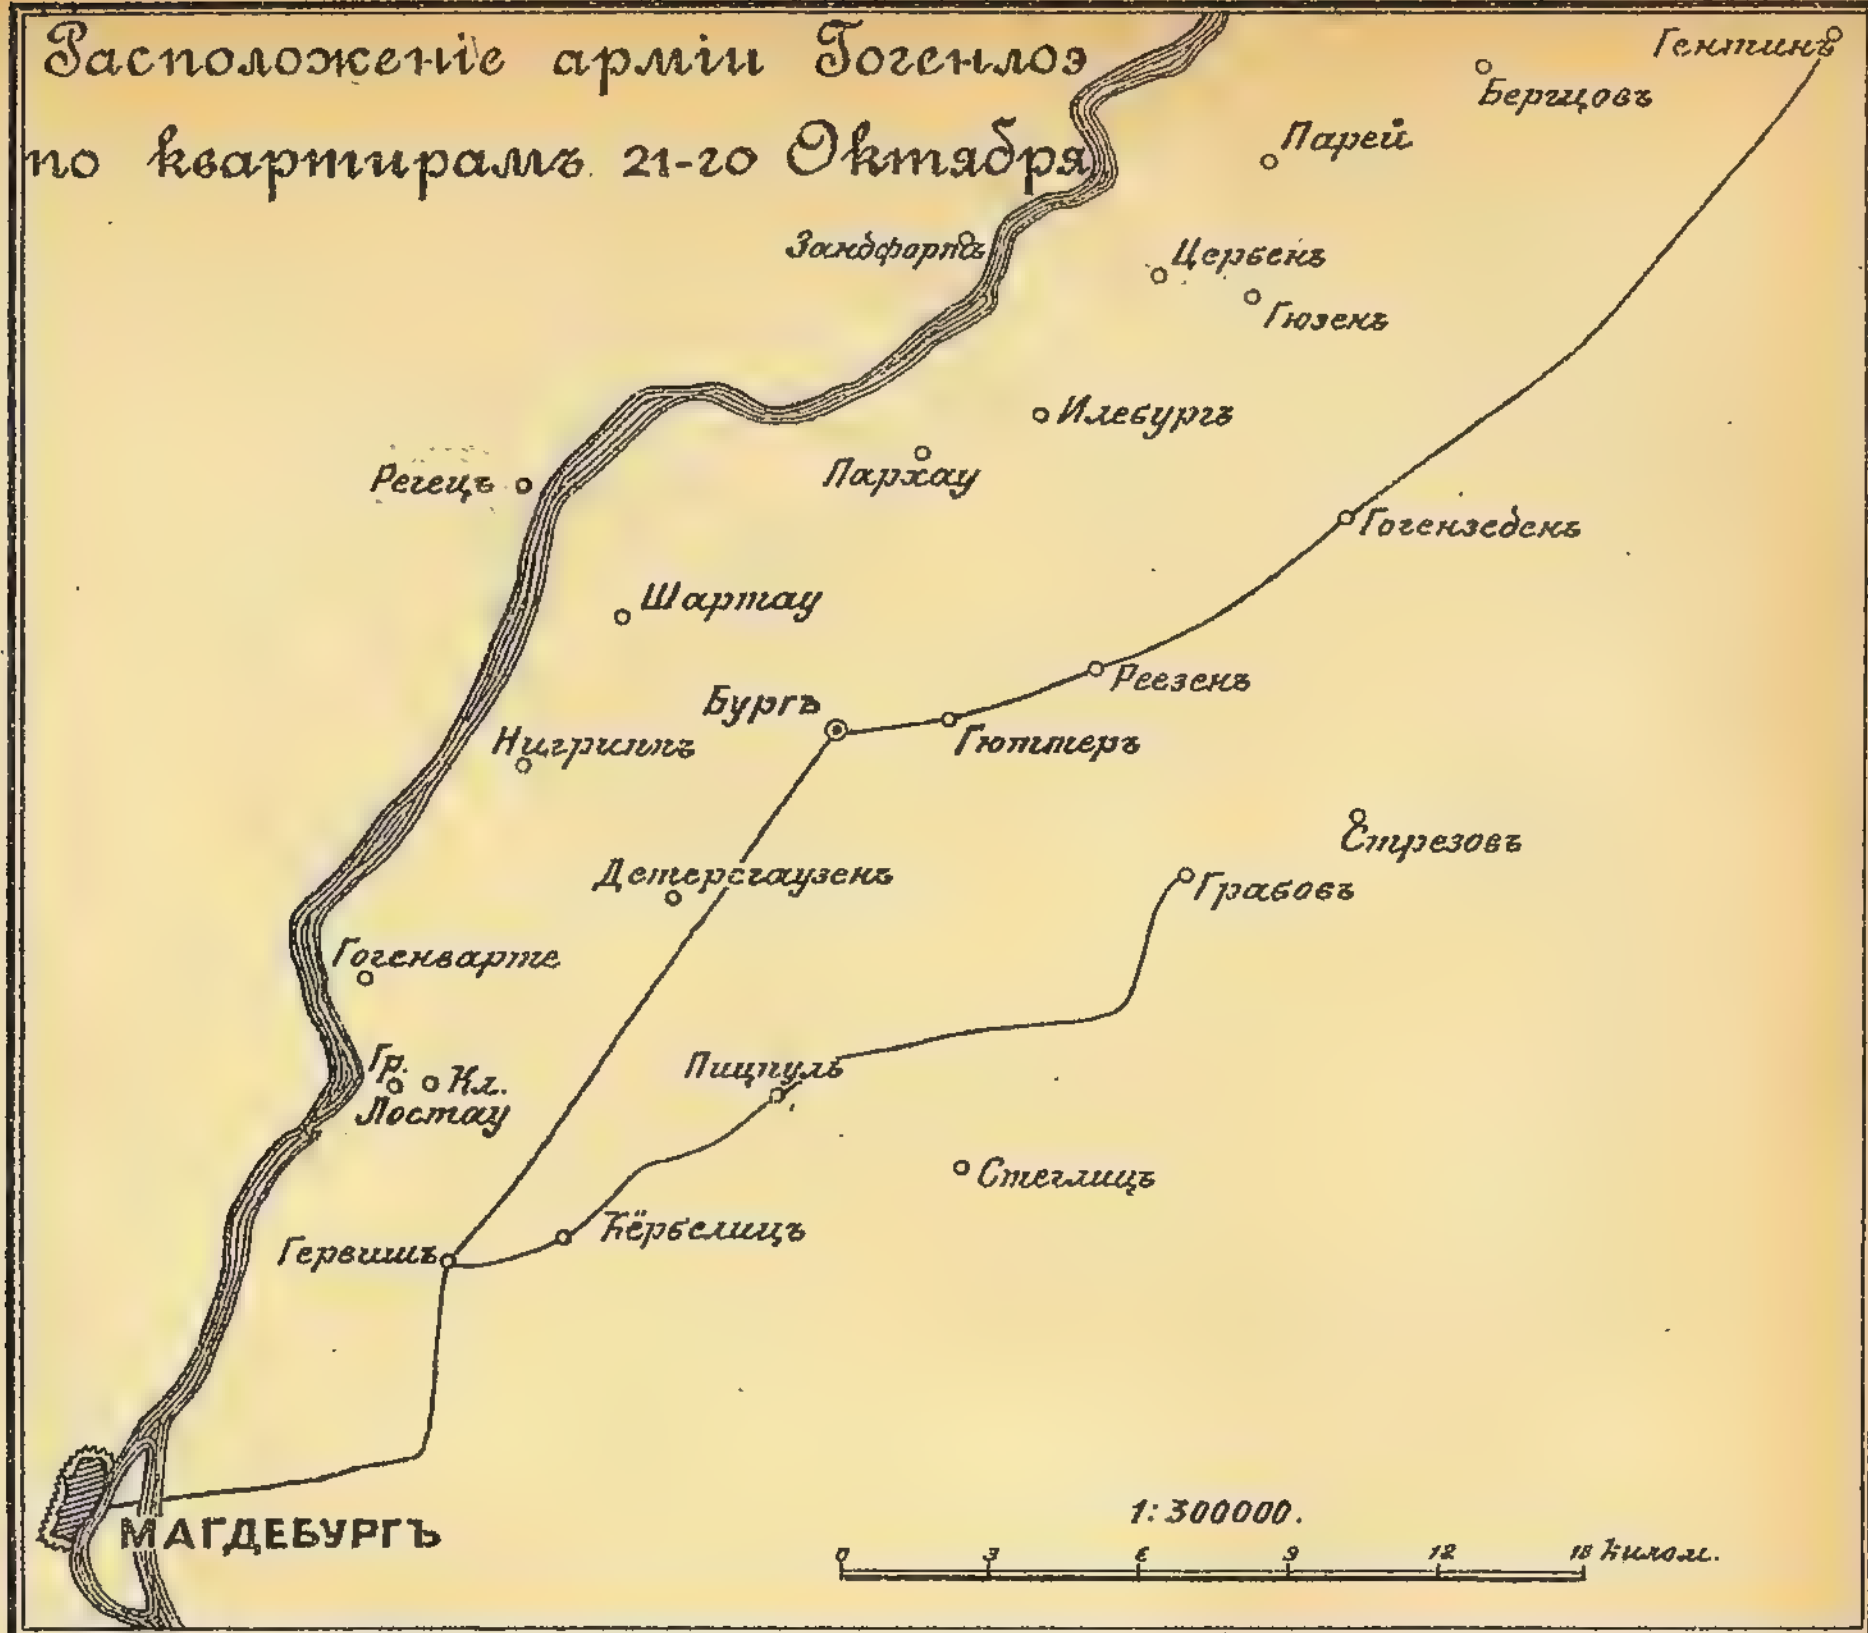 Расположеніе арміи Гогенлоэ
по квартирамъ 21-го Октября
Гентинъ
Бергцовъ
Парей
Зандфортъ
Цербенъ
Гюзенъ
Илебургъ
Пархау
Регецъ
Гогензеденъ
Шартау
Реезенъ
Бургъ
Нигриппъ
Гюттеръ
Стрезовъ
Детерсгаузенъ
Грабовъ
Гогенварте
Гр.
Кл.
Лостау
Пицпуль
Стеглицъ
Кёрбелицъ
Гервишъ
1:300000.
МАГДЕБУРГЪ
0 3 6 9 12 18 Килом.